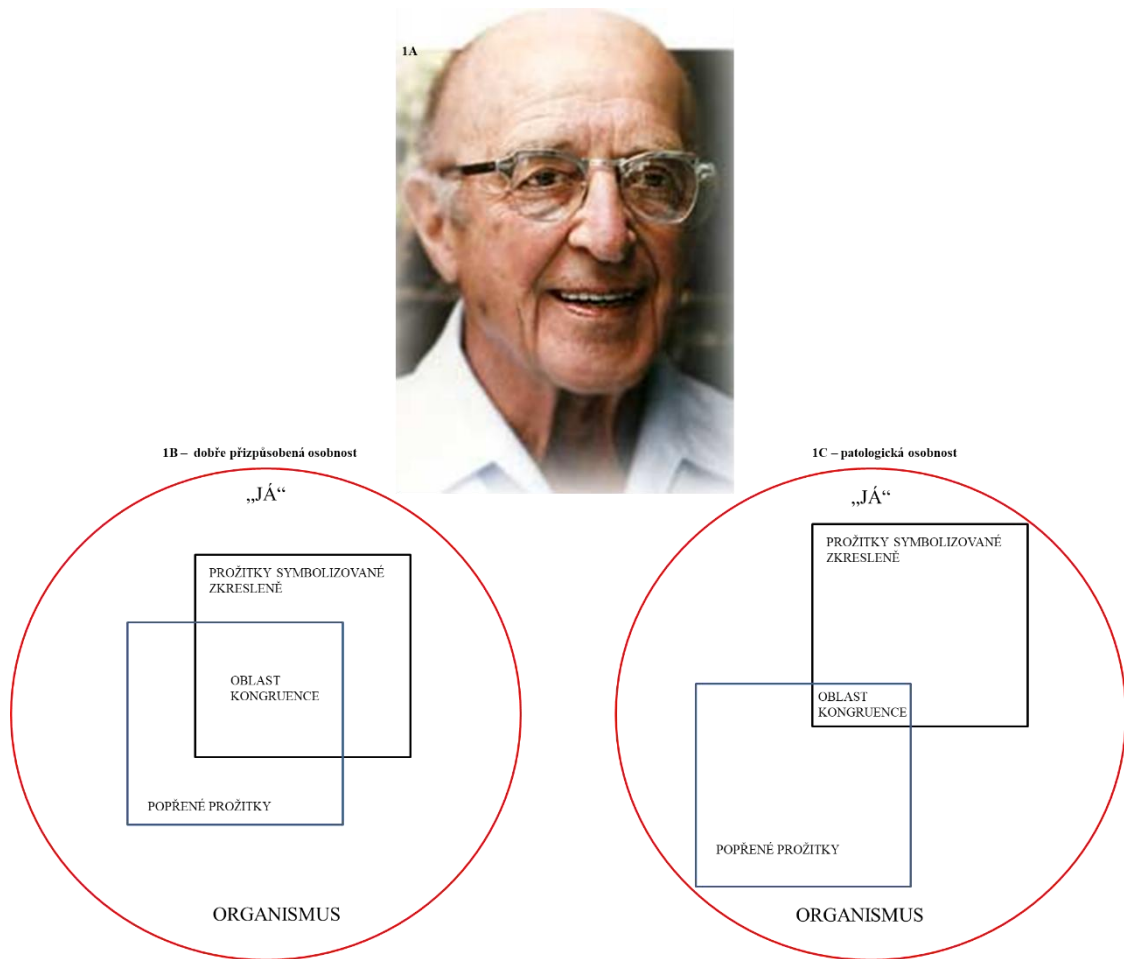 1A
1B – dobře přizpůsobená osobnost
„JÁ“
PROŽITKY SYMBOLIZOVANÉ
ZKRESLENĚ
OBLAST
KONGRUENCE
POPŘENÉ PROŽITKY
ORGANISMUS
1C – patologická osobnost
„JÁ“
PROŽITKY SYMBOLIZOVANÉ
ZKRESLENĚ
OBLAST
KONGRUENCE
POPŘENÉ PROŽITKY
ORGANISMUS